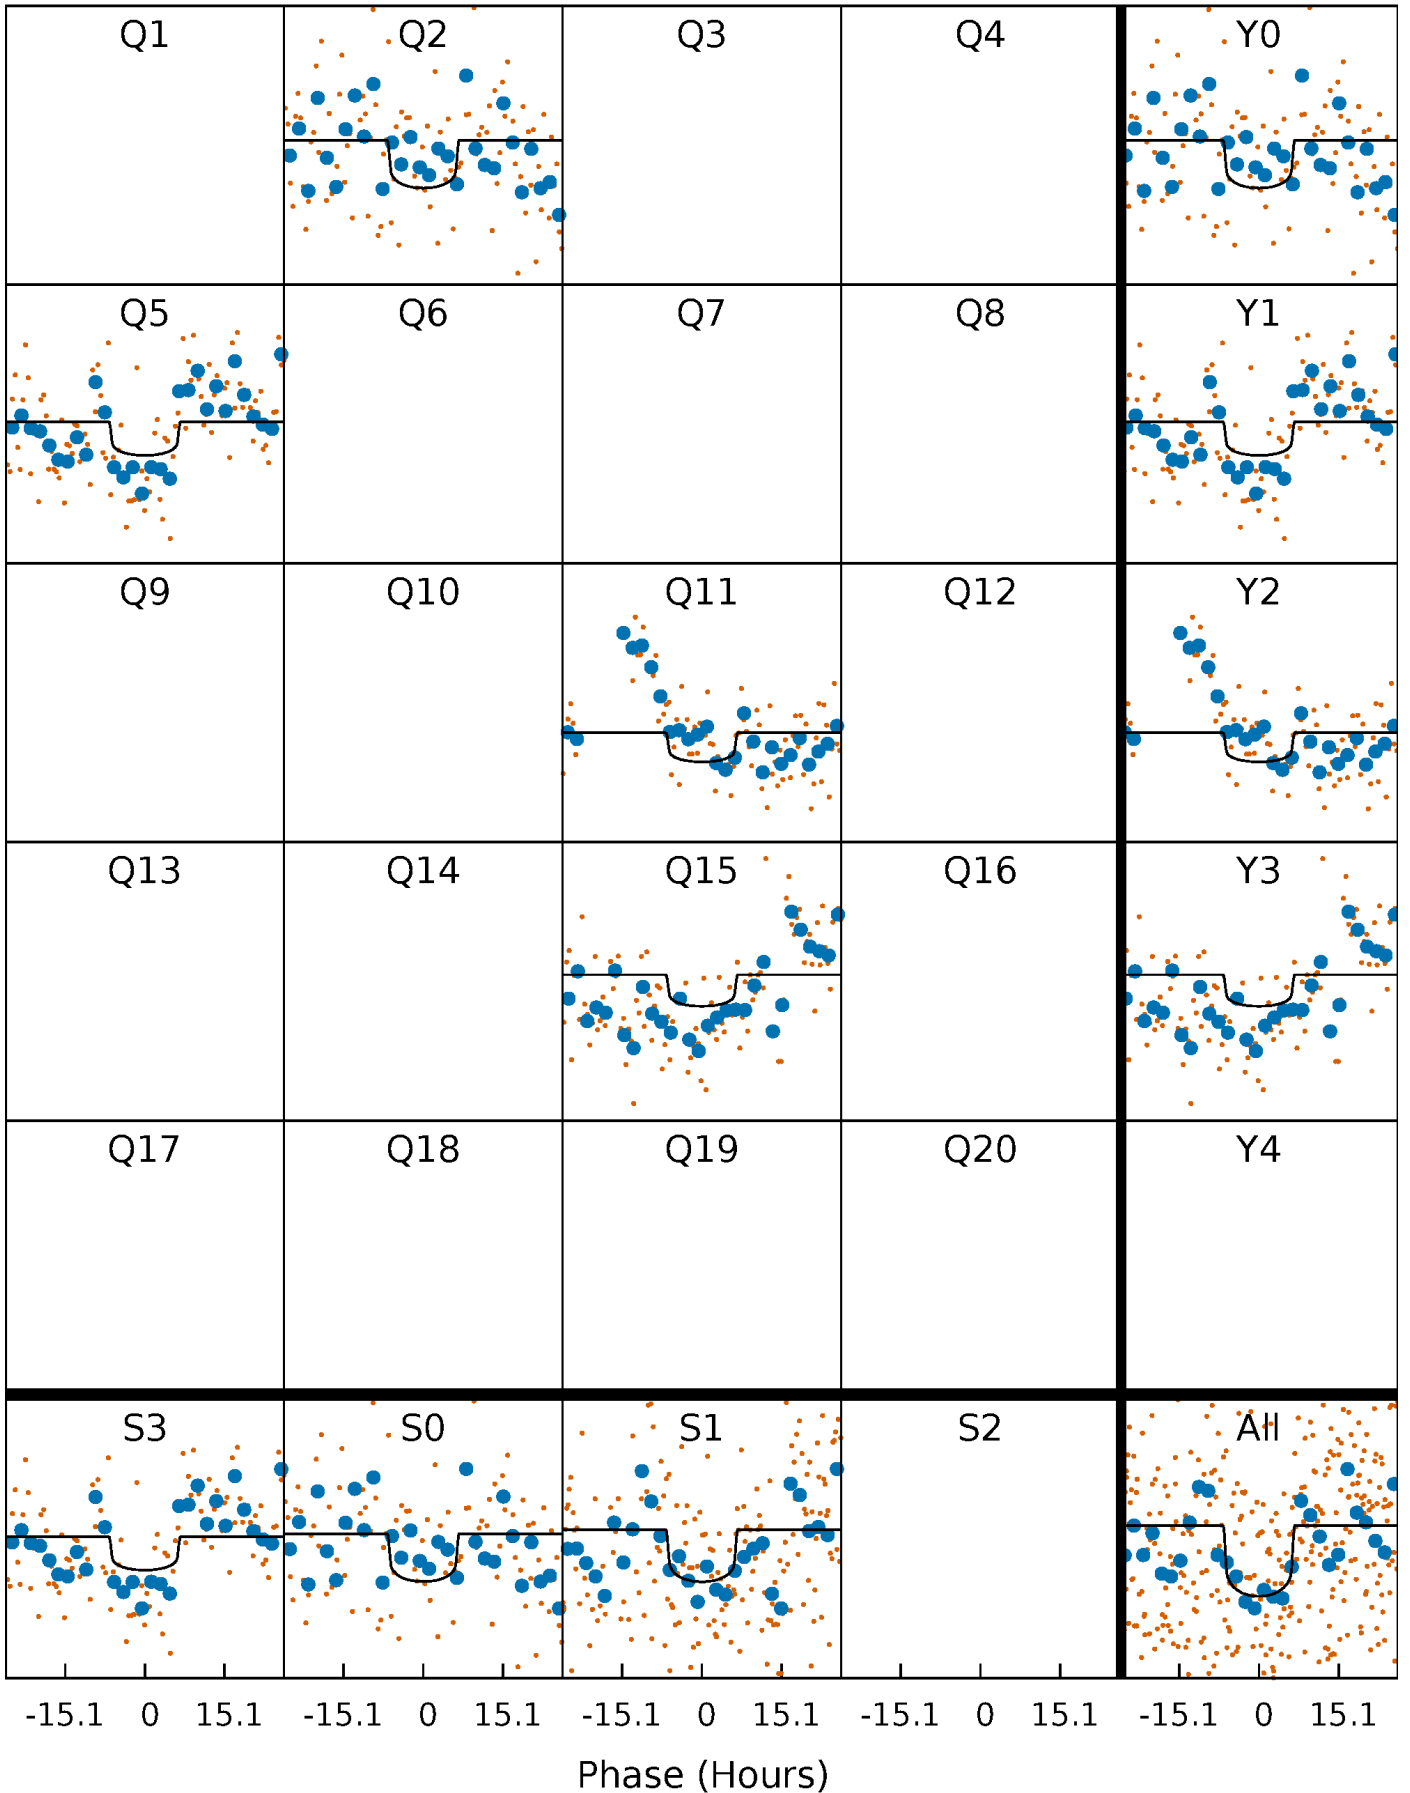 Q1 Q2 Q3 Q4 Y0
Q5 Q6 Q7 Q8 Y1
Q9 Q10 Q11 Q12 Y2
Q13 Q14 Q15 Q16 Y3
Q17 Q18 Q19 Q20 Y4
S3 S0 S1 S2 All
-15.1 0 15.1 -15.1 0 15.1 -15.1 0 15.1 -15.1 0 15.1 -15.1 0 15.1
Phase (Hours)